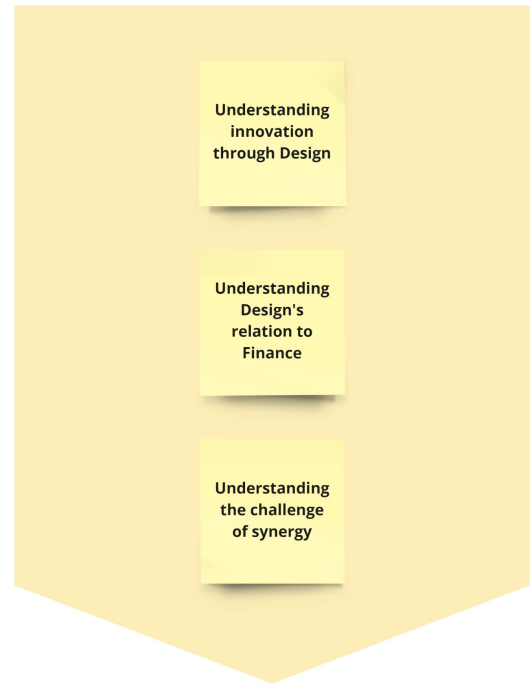 Understanding
innovation
through Design
Understanding
Design's
relation to
Finance
Understanding
the challenge
of synergy